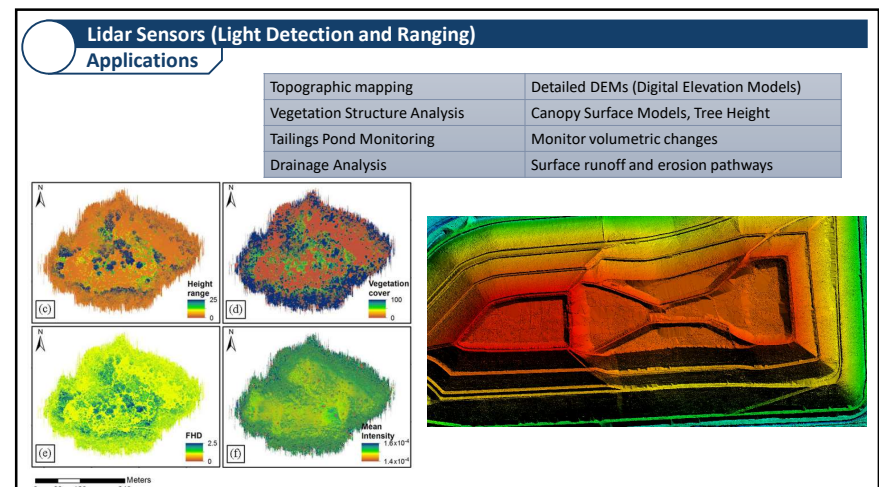 Lidar Sensors (Light Detection and Ranging)
Applications
Topographic mapping Detailed DEMs (Digital Elevation Models)
Vegetation Structure Analysis Canopy Surface Models, Tree Height
Tailings Pond Monitoring Monitor volumetric changes
Drainage Analysis Surface runoff and erosion pathways
N
Height
range
25
0
(c)
N
Vegetation
cover
100
0
(d)
N
FHD
2.5
0
(e)
N
Mean
Intensity
1.6x10⁻⁴
1.4x10⁻⁴
(f)
Meters